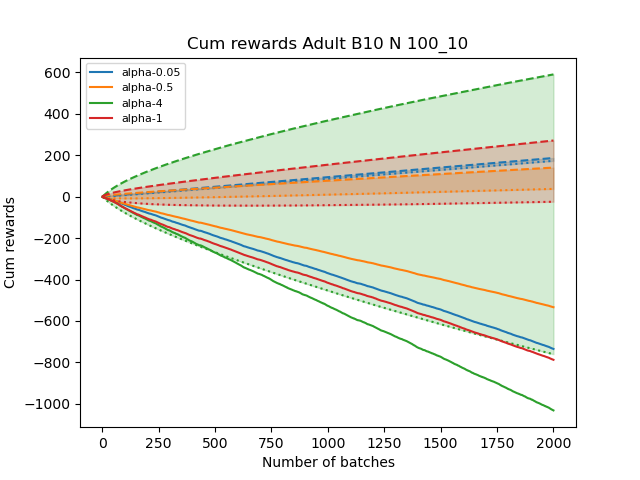 Cum rewards Adult B10 N 100_10
alpha-0.05
alpha-0.5
alpha-4
alpha-1
Cum rewards
600
400
200
0
−200
−400
−600
−800
−1000
0 250 500 750 1000 1250 1500 1750 2000
Number of batches